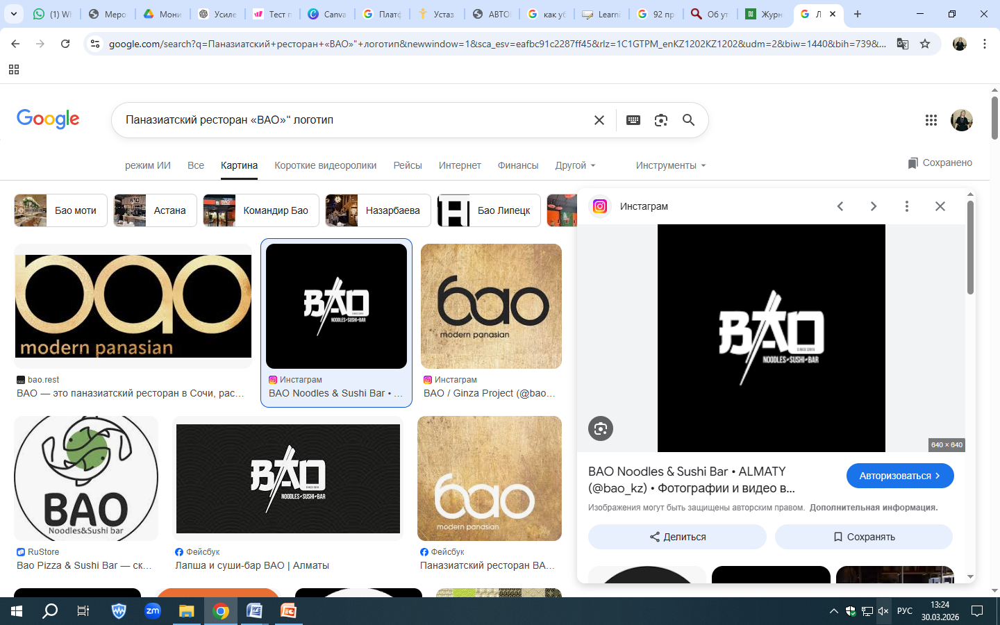 (1) Wh
Меро
Мони
Усиле
Тест п
Canva
Платф
Устаз
АВТО
как уб
Learni
92 пр
Об ут
Журн
Л
google.com/search?q=Паназиатский+ресторан+«BAO»"+логотип&newwindow=1&sca_esv=eafbc91c2287ff45&rlz=1C1GTPM_enKZ1202KZ1202&udm=2&biw=1440&bih=739&...
Google
Паназиатский ресторан «BAO»" логотип
режим ИИ
Все
Картина
Короткие видеоролики
Рейсы
Интернет
Финансы
Другой
Инструменты
Сохранено
Бао моти
Астана
Командир Бао
Назарбаева
Бао Липецк
bao
modern panasian
BAO
NOODLES•SUSHI•BAR
bao
modern panasian
bao.rest
BAO — это паназиатский ресторан в Сочи, рас...
Инстаграм
BAO Noodles & Sushi Bar • ...
Инстаграм
BAO / Ginza Project (@bao...
BAO
Noodles&Sushi bar
BAO
NOODLES•SUSHI•BAR
bao
modern panasian
RuStore
Bao Pizza & Sushi Bar — ск...
Фейсбук
Лапша и суши-бар BAO | Алматы
Фейсбук
Паназиатский ресторан BA...
Инстаграм
BAO
SINCE 2015
NOODLES•SUSHI•BAR
640 × 640
BAO Noodles & Sushi Bar • ALMATY
(@bao_kz) • Фотографии и видео в...
Авторизоваться
Изображения могут быть защищены авторским правом. Дополнительная информация.
Делиться
Сохранять
zm
РУС
13:24
30.03.2026